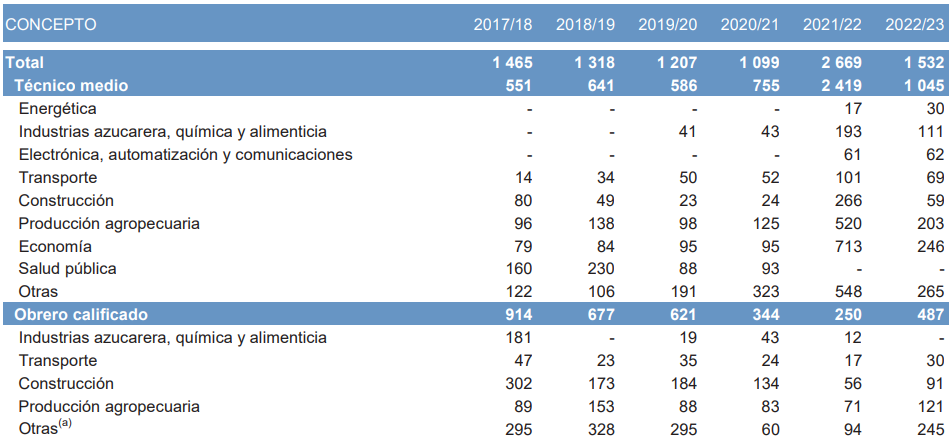 CONCEPTO 2017/18 2018/19 2019/20 2020/21 2021/22 2022/23
Total 1 465 1 318 1 207 1 099 2 669 1 532
Técnico medio 551 641 586 755 2 419 1 045
Energética - - - - 17 30
Industrias azucarera, química y alimenticia - - 41 43 193 111
Electrónica, automatización y comunicaciones - - - - 61 62
Transporte 14 34 50 52 101 69
Construcción 80 49 23 24 266 59
Producción agropecuaria 96 138 98 125 520 203
Economía 79 84 95 95 713 246
Salud pública 160 230 88 93 - -
Otras 122 106 191 323 548 265
Obrero calificado 914 677 621 344 250 487
Industrias azucarera, química y alimenticia 181 - 19 43 12 -
Transporte 47 23 35 24 17 30
Construcción 302 173 184 134 56 91
Producción agropecuaria 89 153 88 83 71 121
Otras(a) 295 328 295 60 94 245